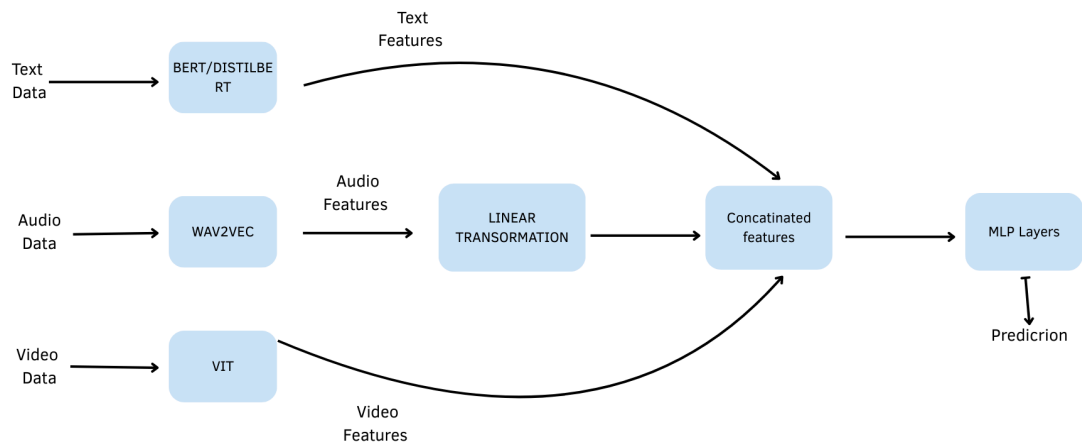 Text
Features
Text
Data
BERT/DISTILBE
RT
Audio
Data
WAV2VEC
Audio
Features
LINEAR
TRANSORMATION
Concatinated
features
MLP Layers
Predicrion
Video
Data
VIT
Video
Features